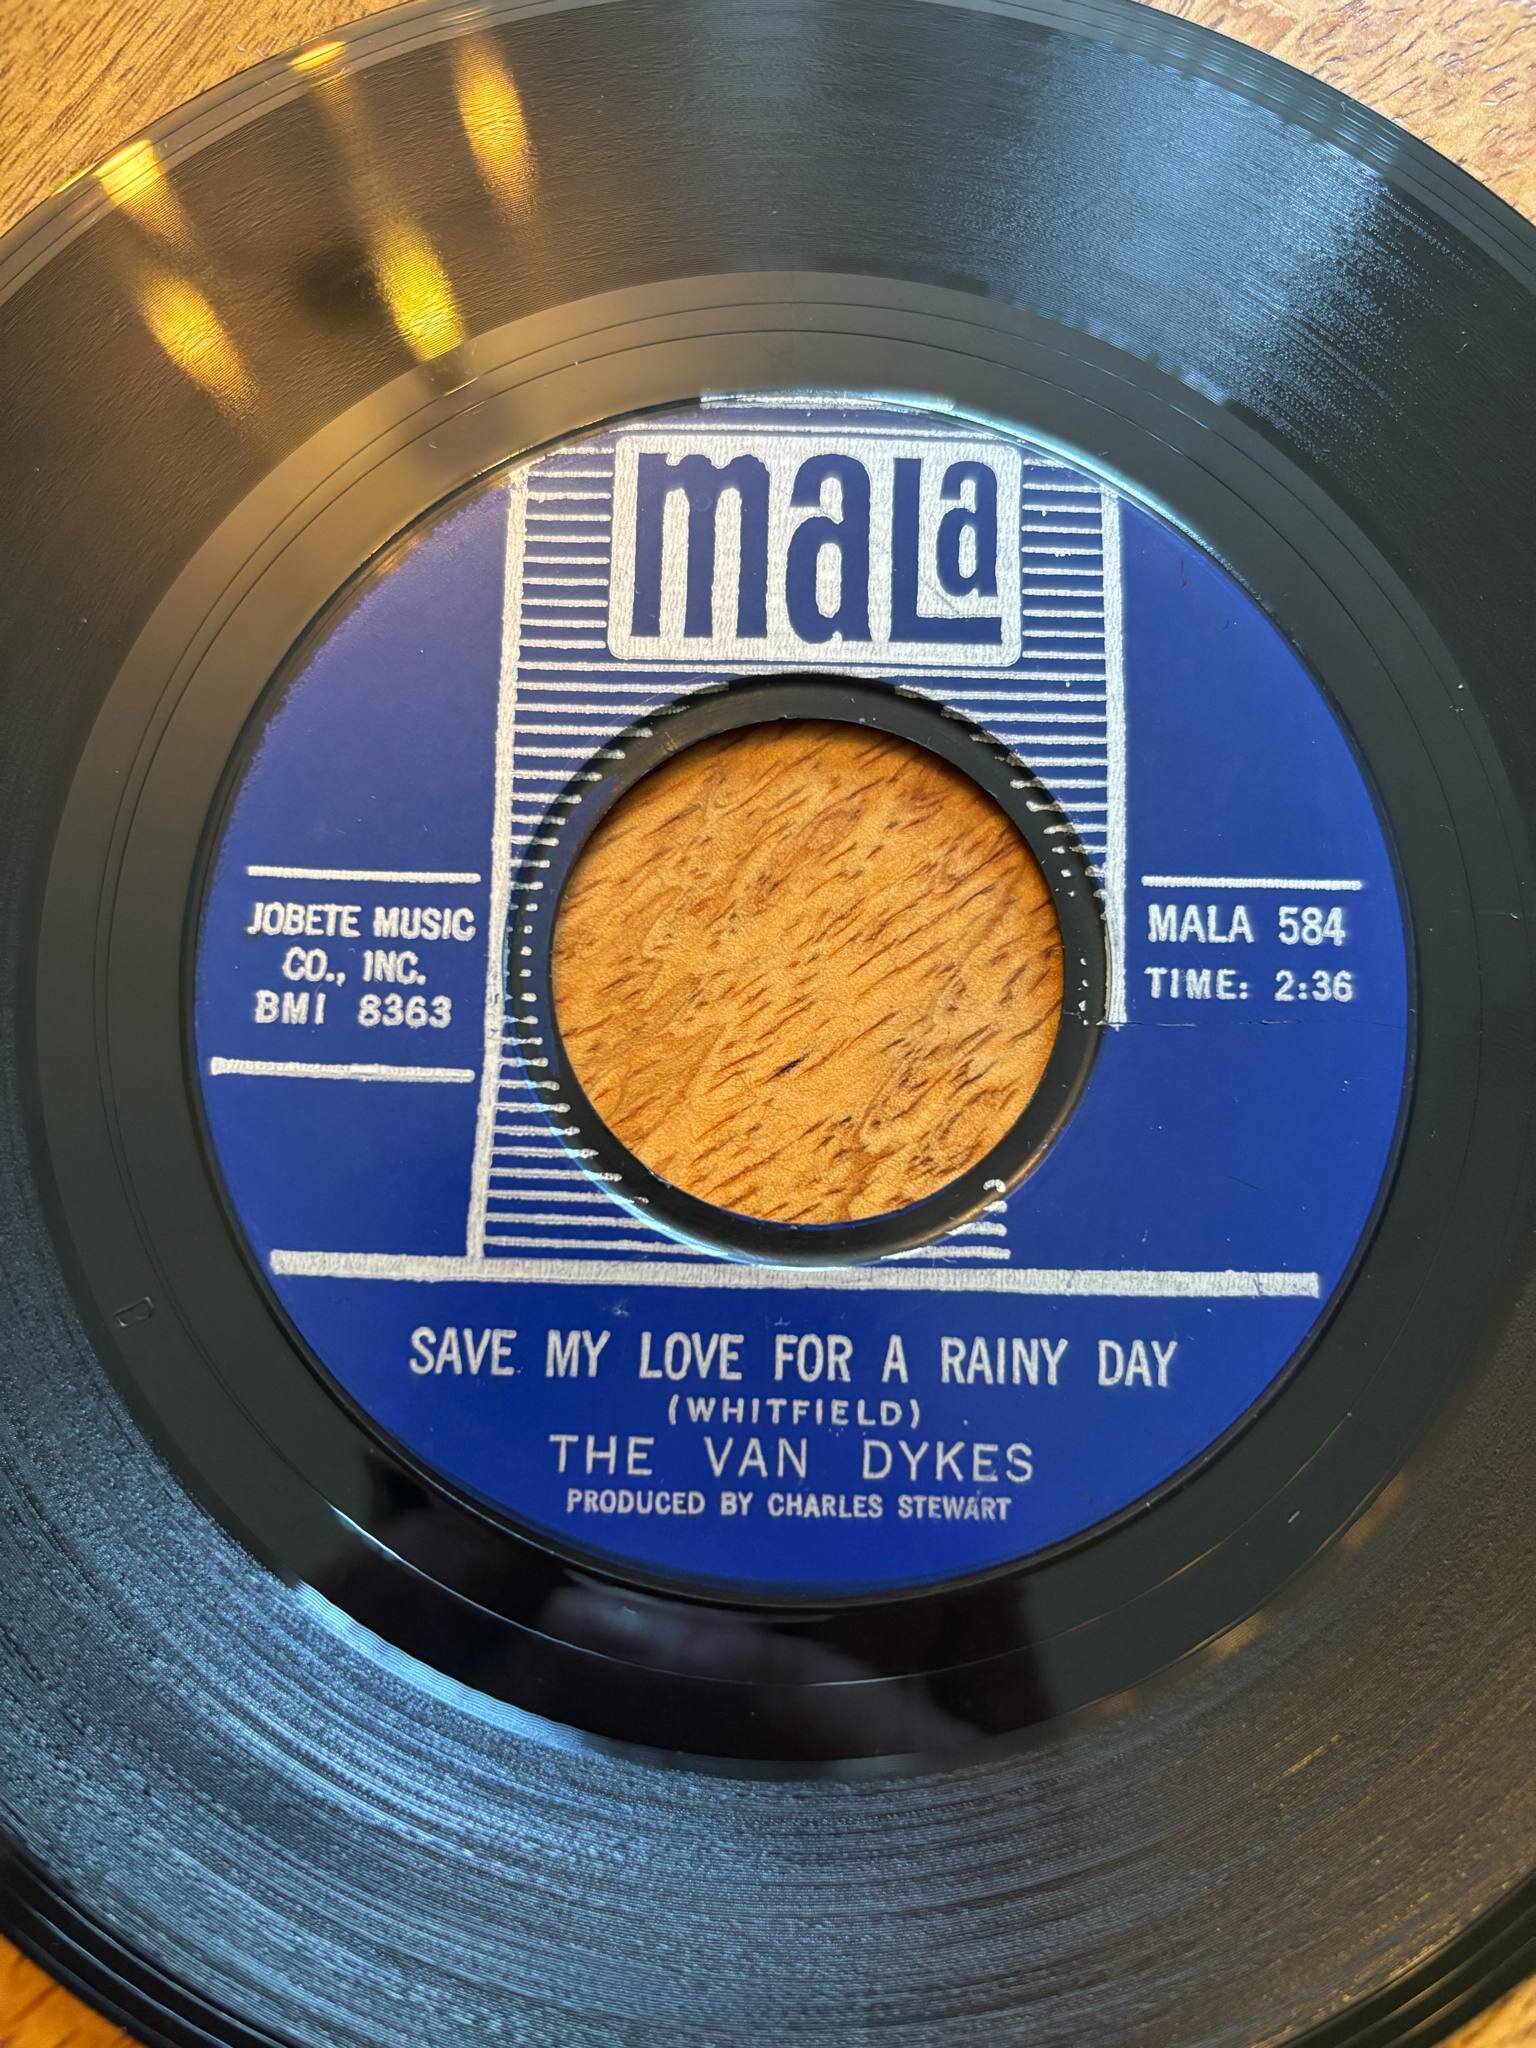 maLa
JOBETE MUSIC
CO., INC.
BMI 8363
MALA 584
TIME: 2:36
SAVE MY LOVE FOR A RAINY DAY
(WHITFIELD)
THE VAN DYKES
PRODUCED BY CHARLES STEWART